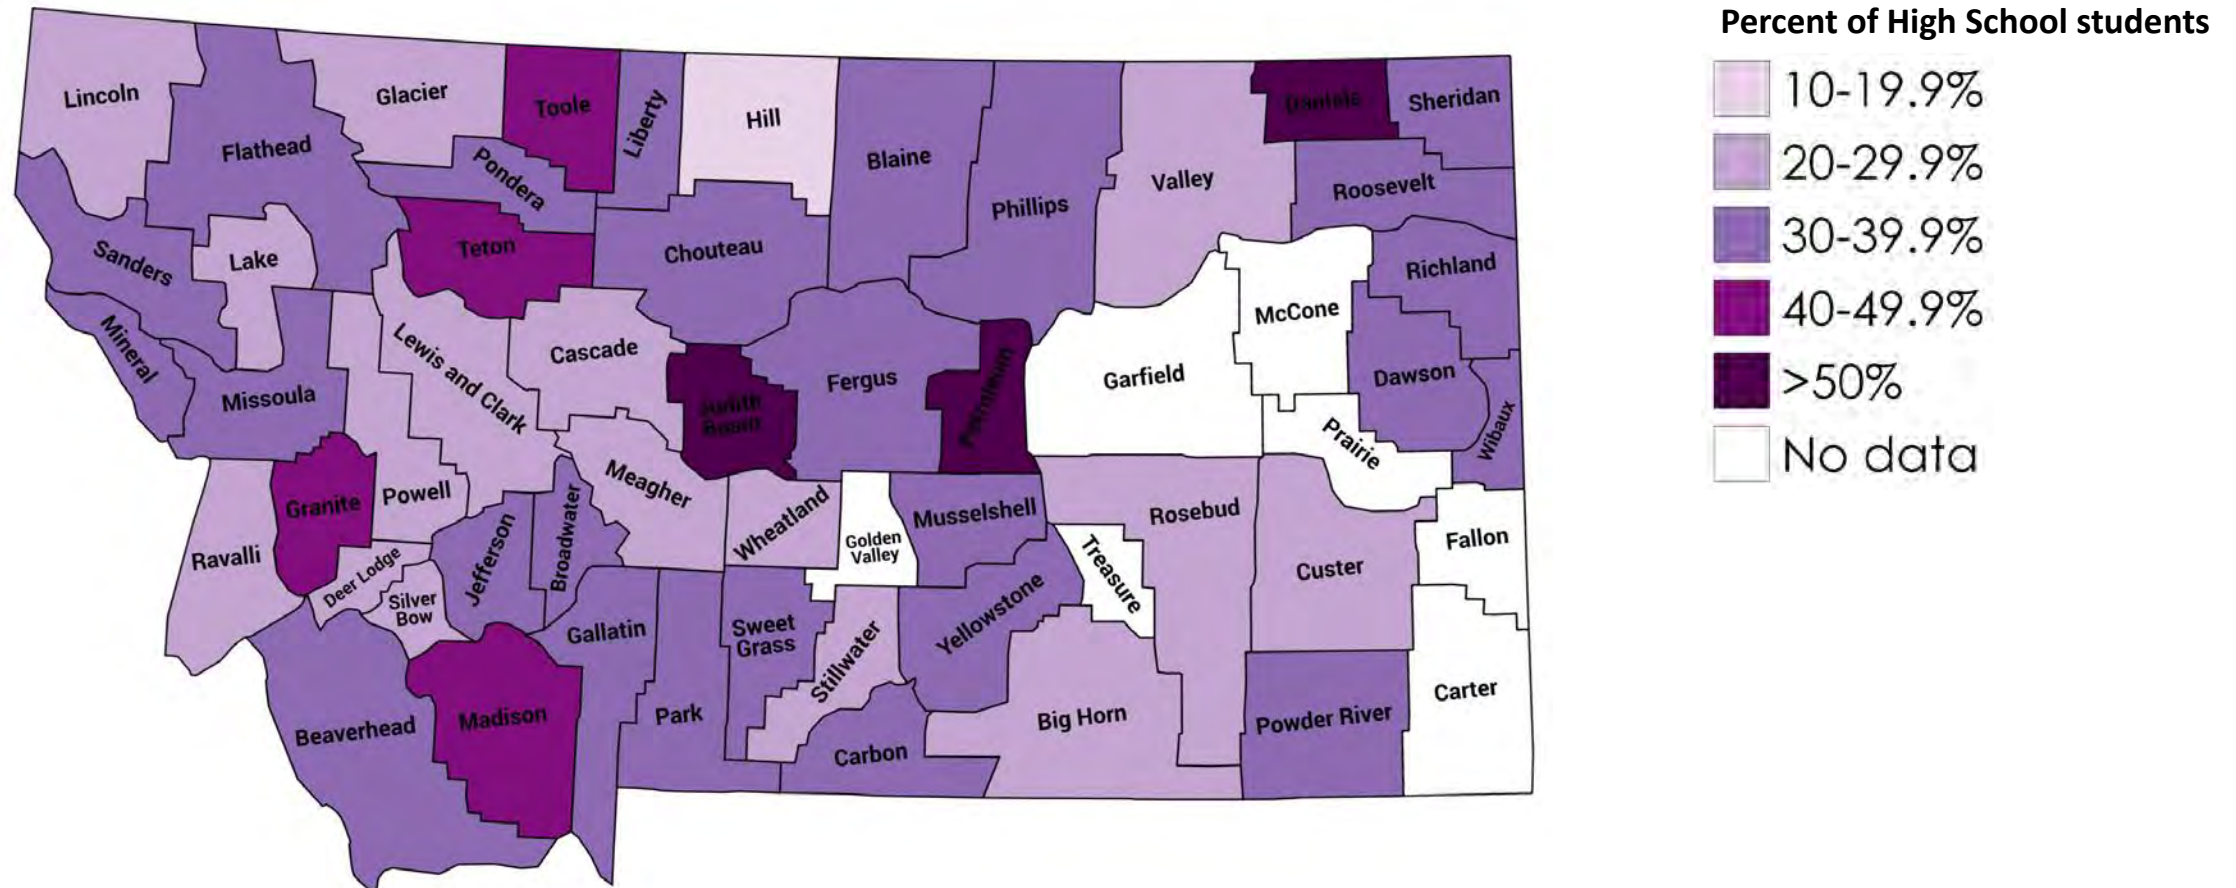 Percent of High School students
10-19.9%
20-29.9%
30-39.9%
40-49.9%
>50%
No data
Lincoln
Flathead
Glacier
Toole
Liberty
Hill
Blaine
Phillips
Valley
Daniels
Sheridan
Roosevelt
Pondera
Teton
Chouteau
Sanders
Lake
Richland
McCone
Garfield
Dawson
Wibaux
Prairie
Mineral
Missoula
Lewis and Clark
Cascade
Judith
Basin
Fergus
Petroleum
Granite
Powell
Meagher
Wheatland
Golden
Valley
Musselshell
Rosebud
Treasure
Custer
Fallon
Ravalli
Deer Lodge
Silver
Bow
Jefferson
Broadwater
Gallatin
Sweet
Grass
Stillwater
Yellowstone
Beaverhead
Madison
Park
Carbon
Big Horn
Powder River
Carter